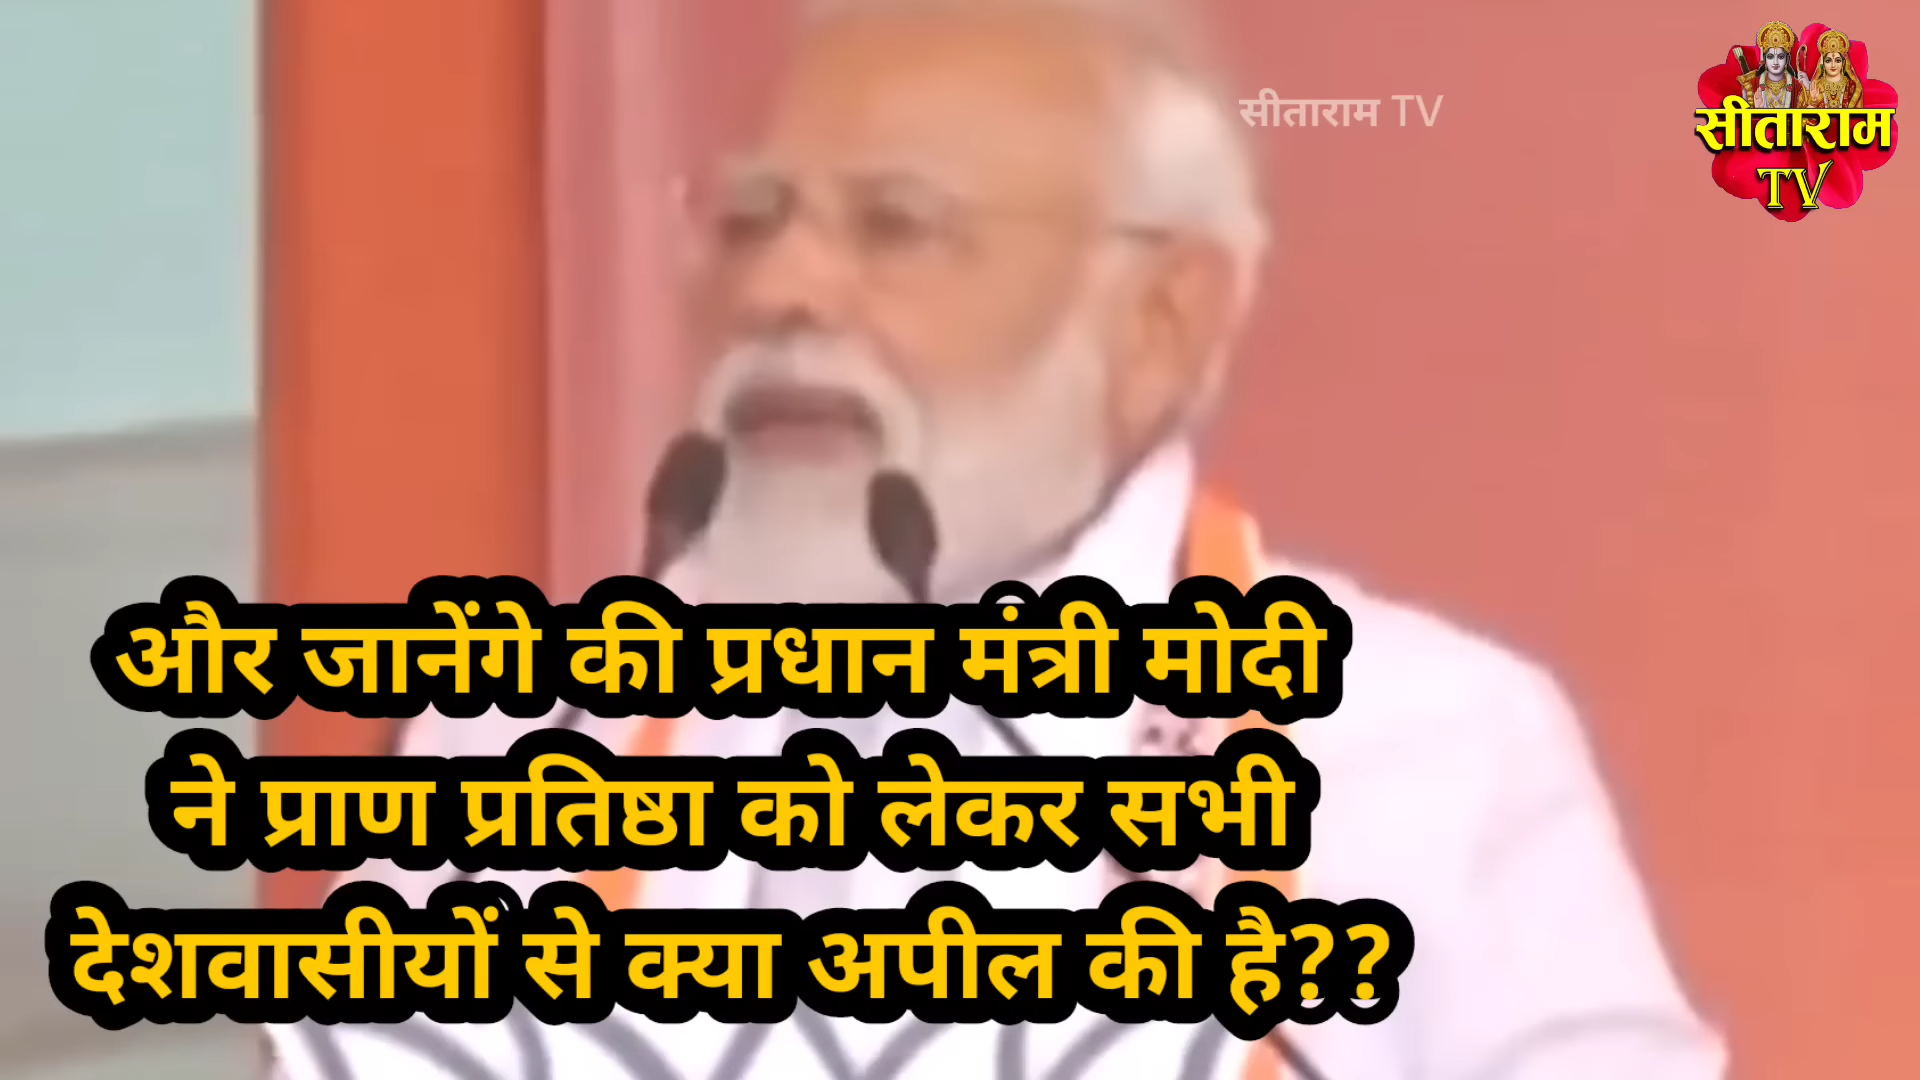 सीताराम TV
सीताराम
TV
और जानेंगे की प्रधान मंत्री मोदी
ने प्राण प्रतिष्ठा को लेकर सभी
देशवासीयों से क्या अपील की है??